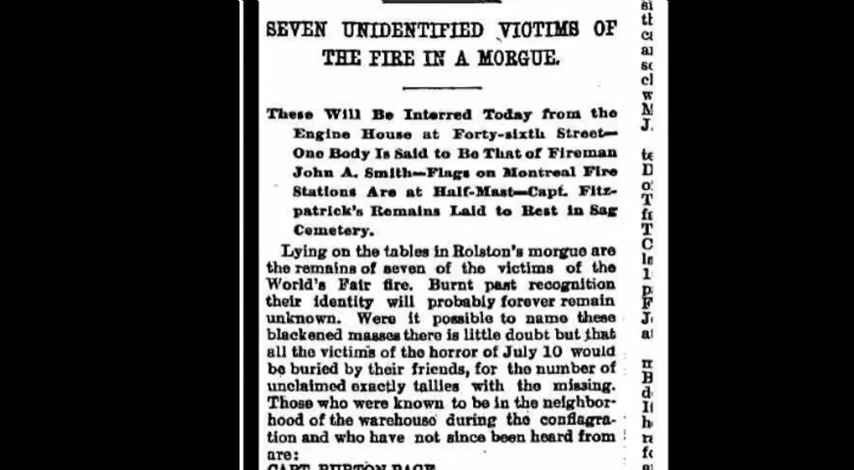 SEVEN UNIDENTIFIED VICTIMS OF
THE FIRE IN A MORGUE.
These Will Be Interred Today from the
Engine House at Forty-sixth Street—
One Body Is Said to Be That of Fireman
John A. Smith—Flags on Montreal Fire
Stations Are at Half-Mast—Capt. Fitz-
patrick's Remains Laid to Rest in Sag
Cemetery.
Lying on the tables in Rolston's morgue are
the remains of seven of the victims of the
World's Fair fire. Burnt past recognition
their identity will probably forever remain
unknown. Were it possible to name these
blackened masses there is little doubt but that
all the victims of the horror of July 10 would
be buried by their friends, for the number of
unclaimed exactly tallies with the missing.
Those who were known to be in the neighbor-
hood of the warehouse during the conflagra-
tion and who have not since been heard from
are:
CAPT. BURTON PAGE